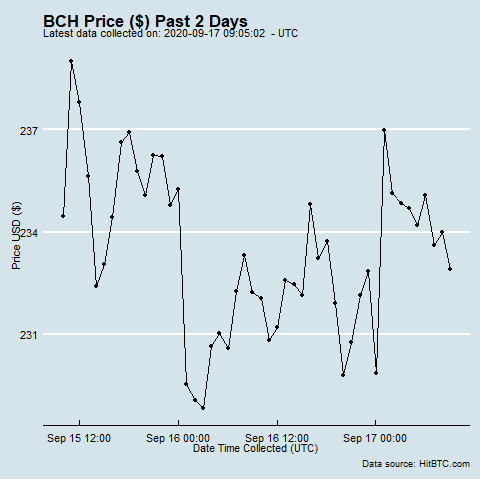 BCH Price ($) Past 2 Days
Latest data collected on: 2020-09-17 09:05:02 - UTC
237
234
231
Price USD ($)
Sep 15 12:00 Sep 16 00:00 Sep 16 12:00 Sep 17 00:00
Date Time Collected (UTC)
Data source: HitBTC.com